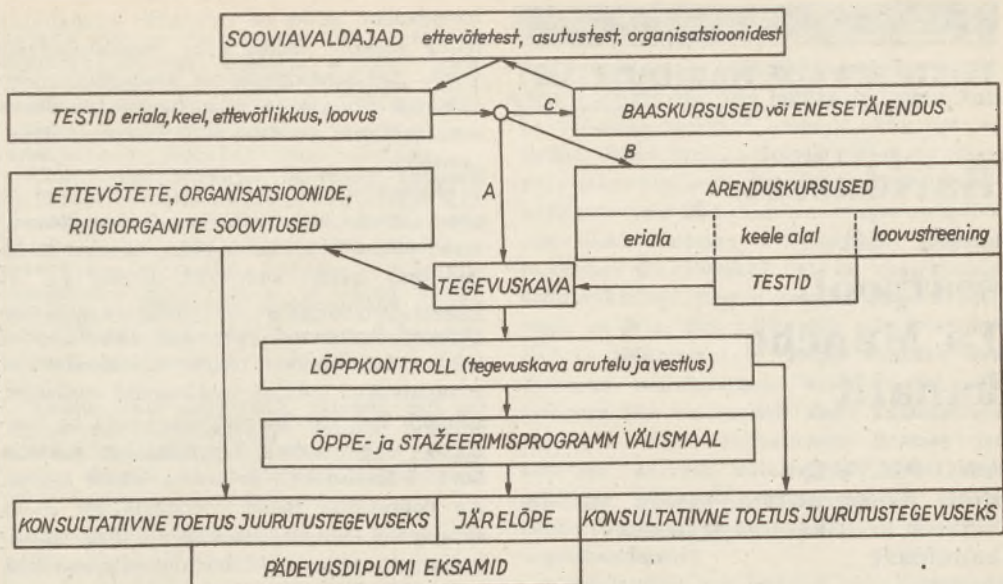 SOOVIAVALDAJAD ettevõtetest, asutustest, organisatsioonidest
TESTID eriala, keel, ettevõtlikkus, loovus
C
BAASKURSUSED või ENESETÄIENDUS
B
A
ETTEVÕTETE, ORGANISATSIOONIDE,
RIIGIORGANITE SOOVITUSED
ARENDUSKURSUSED
eriala
keele alal
loovustreening
TEGEVUSKAVA
TESTID
LÕPPKONTROLL (tegevuskava arutelu ja vestlus)
ÕPPE- ja STAŽEERIMISPROGRAMM VÄLISMAAL
KONSULTATIIVNE TOETUS JUURUTUSTEGEVUSEKS
JÄRELÕPE
KONSULTATIIVNE TOETUS JUURUTUSTEGEVUSEKS
PÄDEVUSDIPLOMI EKSAMID